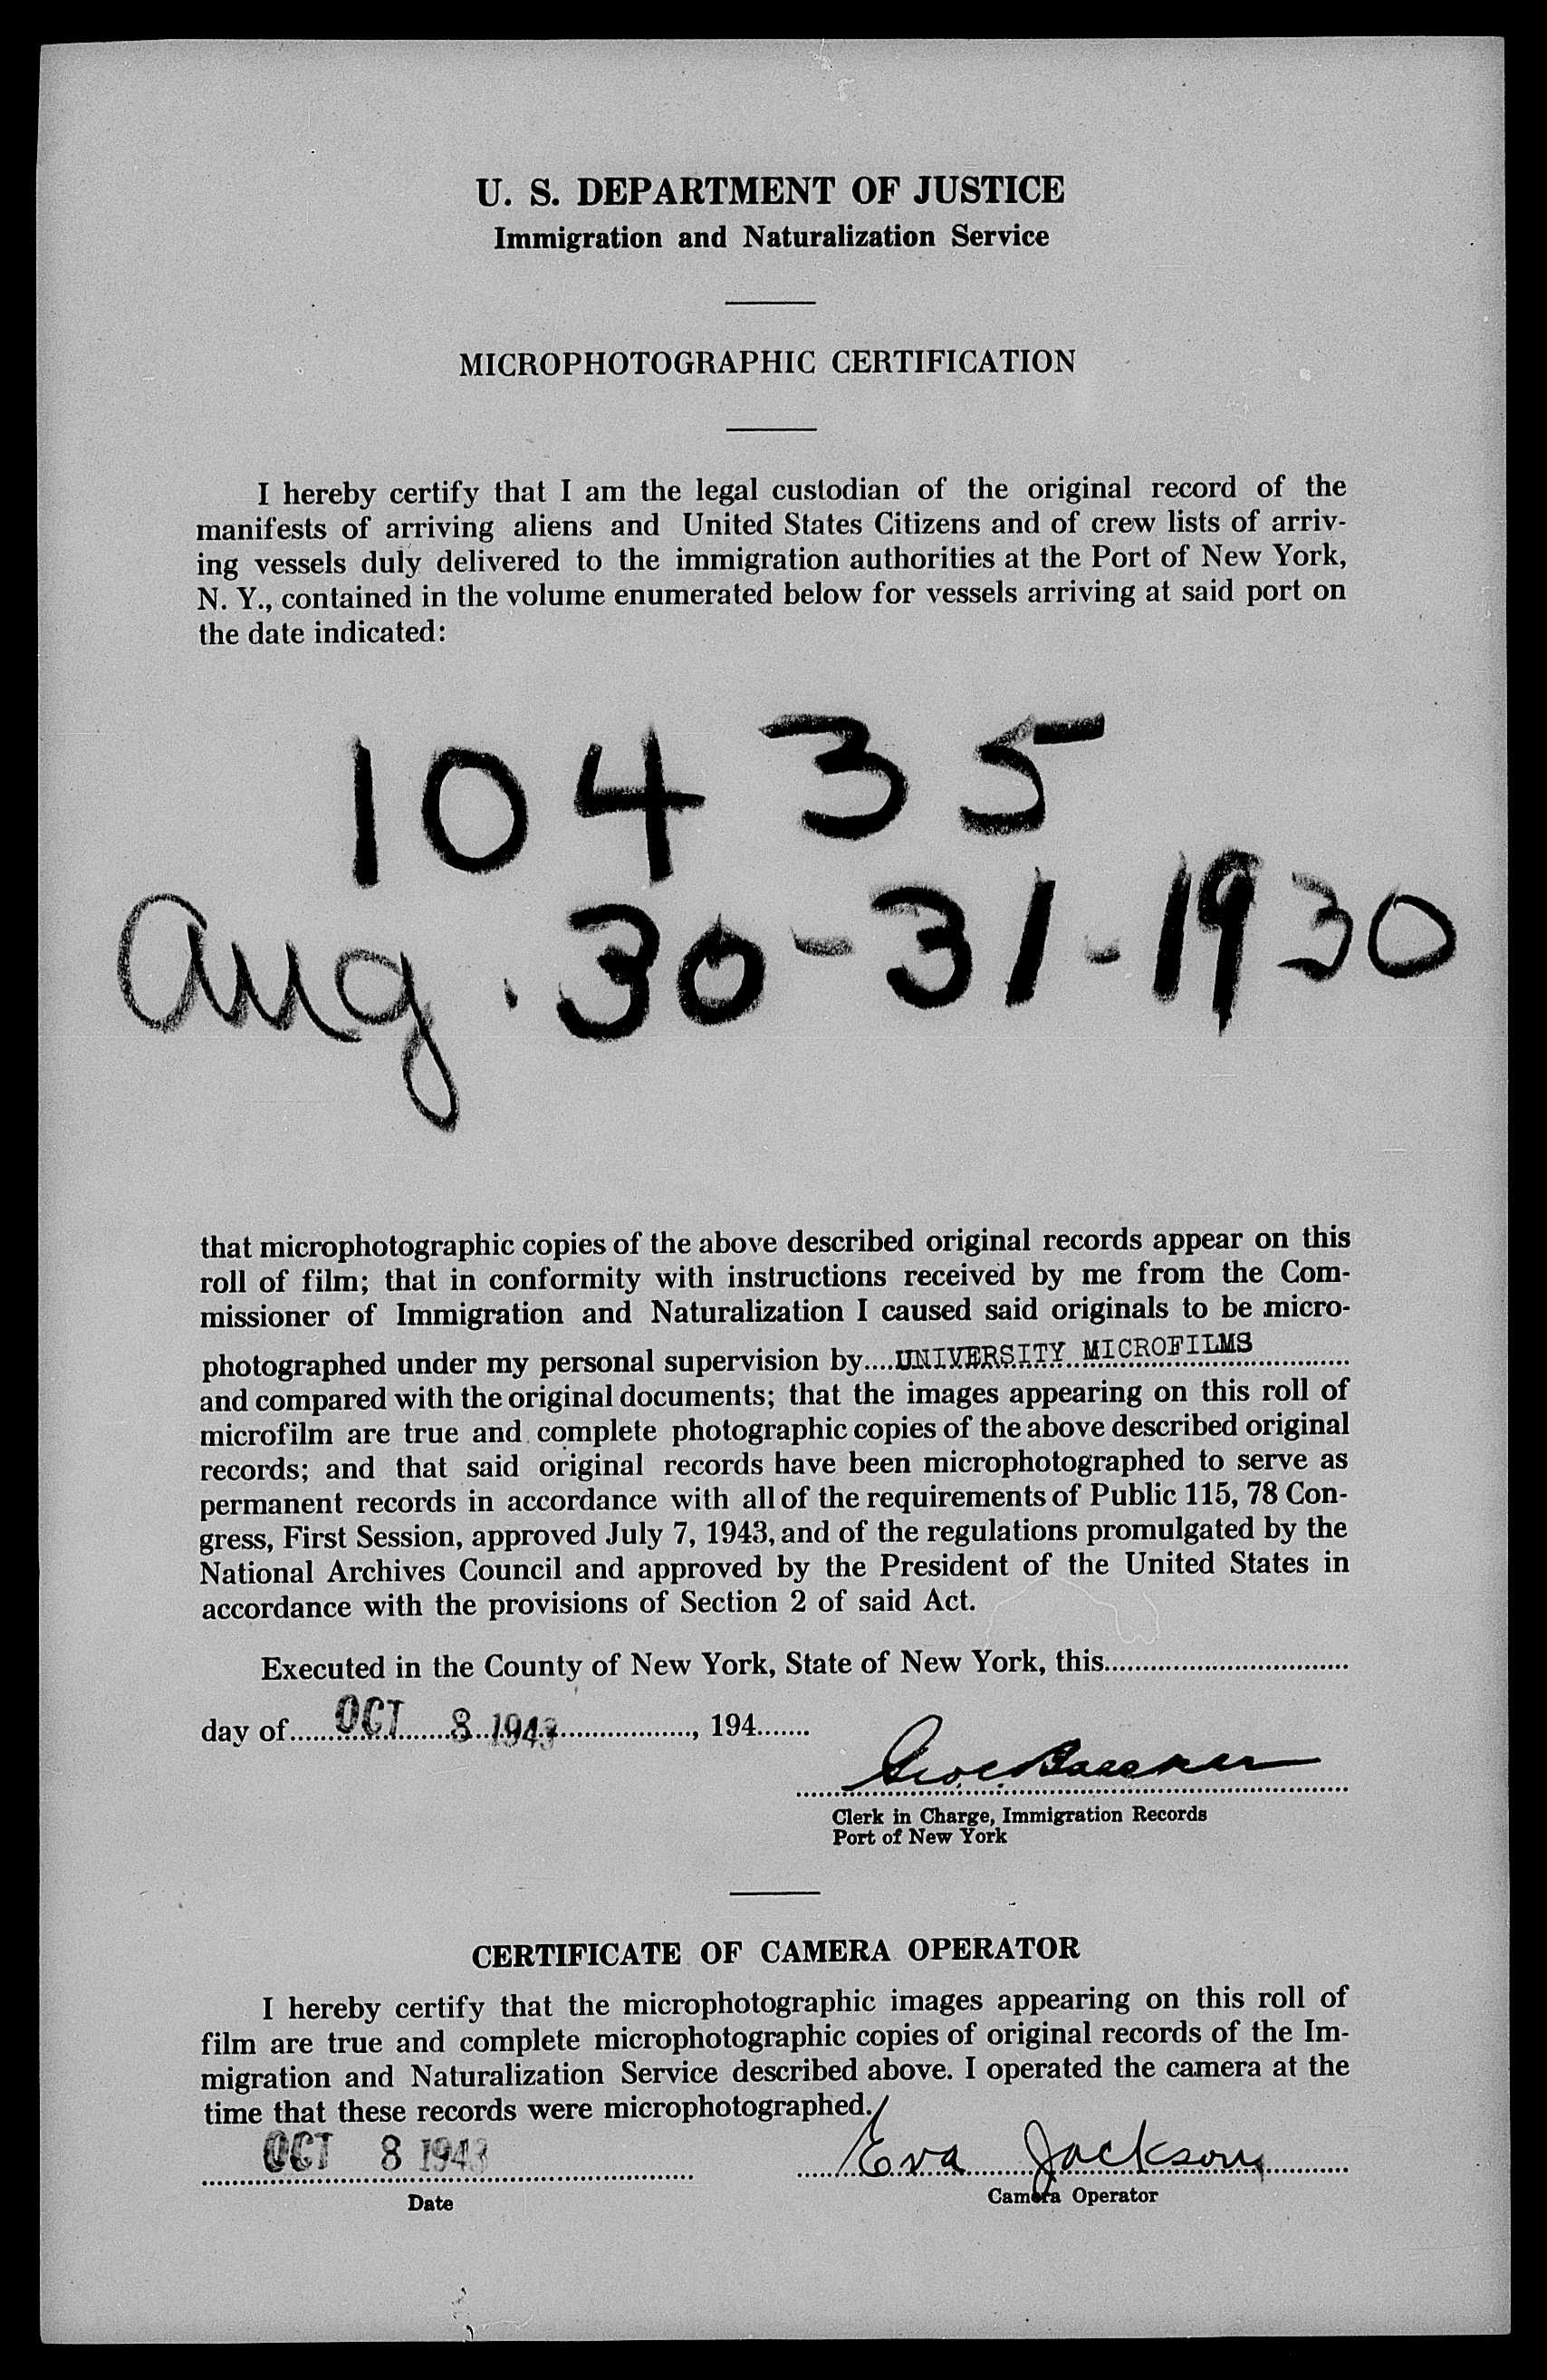 U. S. DEPARTMENT OF JUSTICE
Immigration and Naturalization Service
MICROPHOTOGRAPHIC CERTIFICATION
I hereby certify that I am the legal custodian of the original record of the
manifests of arriving aliens and United States Citizens and of crew lists of arriv-
ing vessels duly delivered to the immigration authorities at the Port of New York,
N. Y., contained in the volume enumerated below for vessels arriving at said port on
the date indicated:
10435
Aug. 30-31-1930
that microphotographic copies of the above described original records appear on this
roll of film; that in conformity with instructions received by me from the Com-
missioner of Immigration and Naturalization I caused said originals to be micro-
photographed under my personal supervision by....UNIVERSITY MICROFILMS
and compared with the original documents; that the images appearing on this roll of
microfilm are true and complete photographic copies of the above described original
records; and that said original records have been microphotographed to serve as
permanent records in accordance with all of the requirements of Public 115, 78 Con-
gress, First Session, approved July 7, 1943, and of the regulations promulgated by the
National Archives Council and approved by the President of the United States in
accordance with the provisions of Section 2 of said Act.
Executed in the County of New York, State of New York, this................................
day of.....OCT 8 1943................., 194.......
Clerk in Charge, Immigration Records
Port of New York
CERTIFICATE OF CAMERA OPERATOR
I hereby certify that the microphotographic images appearing on this roll of
film are true and complete microphotographic copies of original records of the Im-
migration and Naturalization Service described above. I operated the camera at the
time that these records were microphotographed.
OCT 8 1943 Eva Jackson
Date Camera Operator